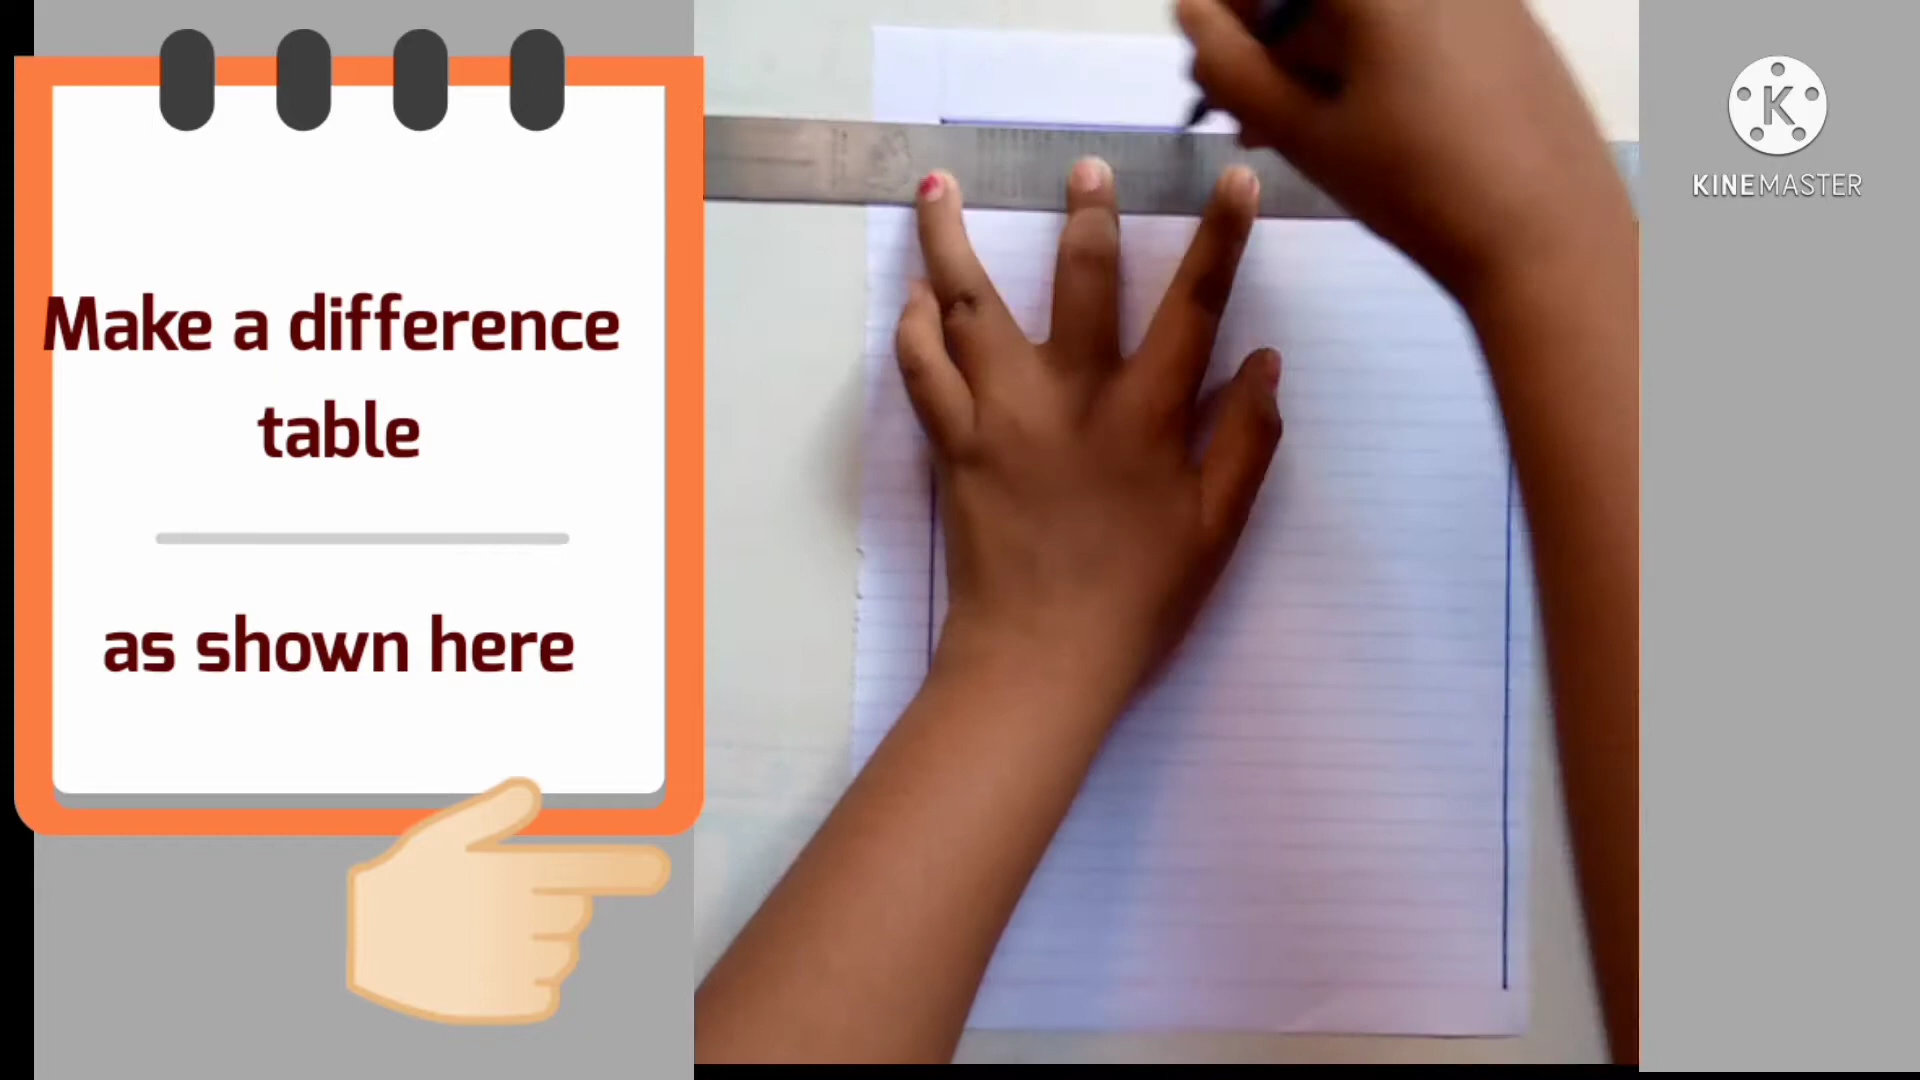 Make a difference
table
as shown here
K
KINEMASTER